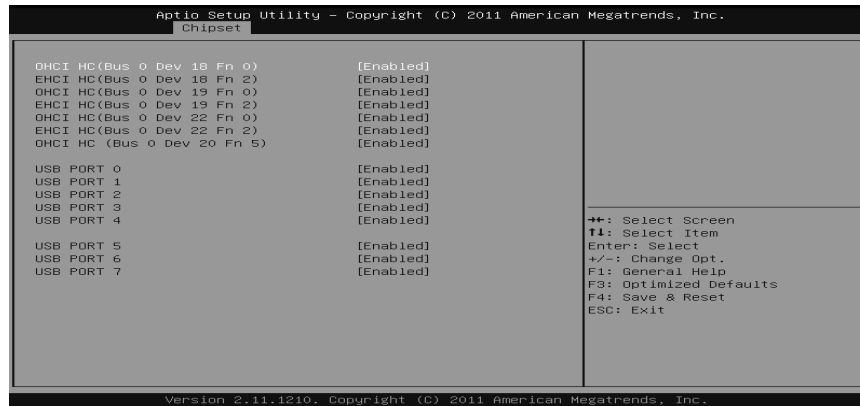 Aptio Setup Utility – Copyright (C) 2011 American Megatrends, Inc.
Chipset
OHCI HC(Bus 0 Dev 18 Fn 0) [Enabled]
EHCI HC(Bus 0 Dev 18 Fn 2) [Enabled]
OHCI HC(Bus 0 Dev 19 Fn 0) [Enabled]
EHCI HC(Bus 0 Dev 19 Fn 2) [Enabled]
OHCI HC(Bus 0 Dev 22 Fn 0) [Enabled]
EHCI HC(Bus 0 Dev 22 Fn 2) [Enabled]
OHCI HC (Bus 0 Dev 20 Fn 5) [Enabled]
USB PORT 0 [Enabled]
USB PORT 1 [Enabled]
USB PORT 2 [Enabled]
USB PORT 3 [Enabled]
USB PORT 4 [Enabled]
USB PORT 5 [Enabled]
USB PORT 6 [Enabled]
USB PORT 7 [Enabled]
→←: Select Screen
↑↓: Select Item
Enter: Select
+/-: Change Opt.
F1: General Help
F3: Optimized Defaults
F4: Save & Reset
ESC: Exit
Version 2.11.1210. Copyright (C) 2011 American Megatrends, Inc.